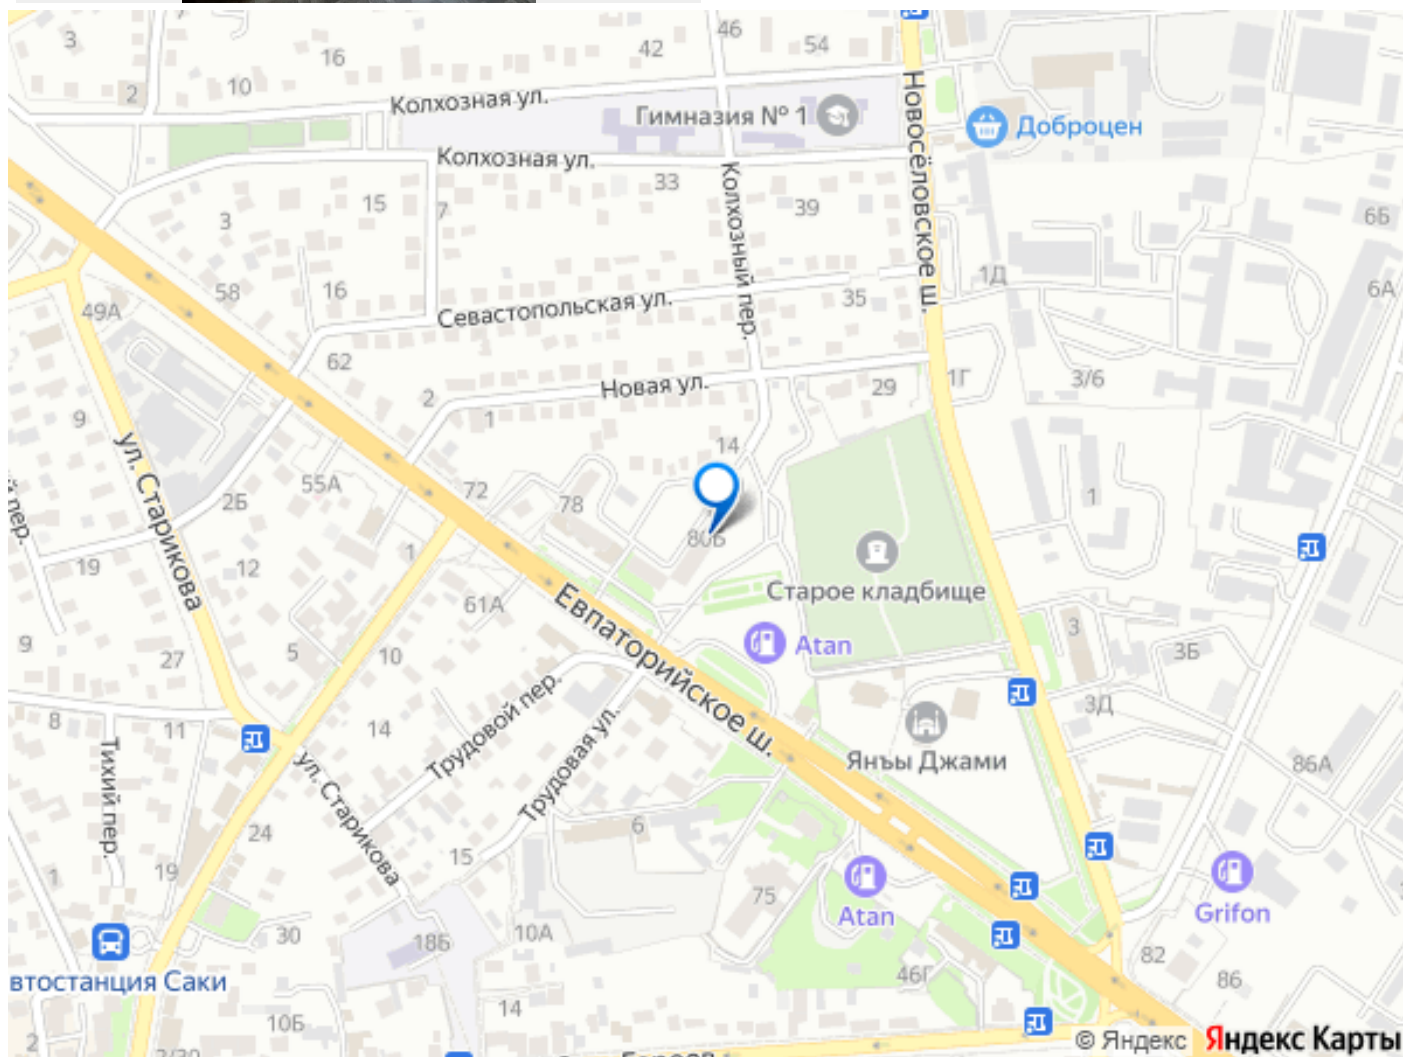 3
16
42
46
54
2
10
Колхозная ул.
Новосёловское ш.
Гимназия № 1
Доброцен
Колхозная ул.
33
Колхозный пер.
39
15
7
3
6Б
1Д
6А
58
16
35
49А
Севастопольская ул.
62
2
Новая ул.
1
29
1Г
3/6
9
ул. Старикова
14
55А
72
2Б
78
1
80Б
й пер.
19
12
1
Старое кладбище
61А
Евпаторийское ш.
Atan
3
3Б
9
27
5
10
3Д
8
11
14
Трудовой пер.
Трудовая ул.
Янъы Джами
86А
Тихий пер.
ул. Старикова
24
6
1
19
15
75
Atan
Grifon
30
18Б
10А
82
86
46Г
втостанция Саки
14
10Б
2
© Яндекс Яндекс Карты